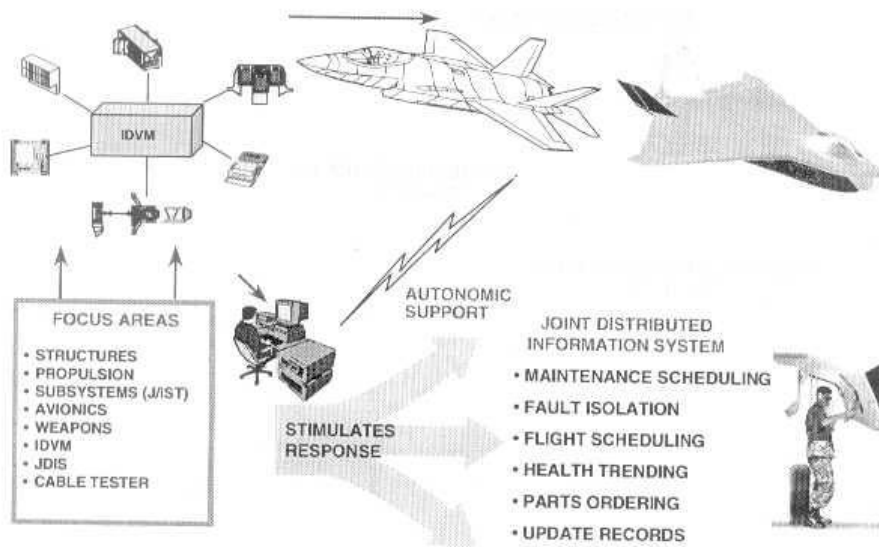 IDVM
FOCUS AREAS
• STRUCTURES
• PROPULSION
• SUBSYSTEMS (J/IST)
• AVIONICS
• WEAPONS
• IDVM
• JDIS
• CABLE TESTER
AUTONOMIC
SUPPORT
STIMULATES
RESPONSE
JOINT DISTRIBUTED
INFORMATION SYSTEM
• MAINTENANCE SCHEDULING
• FAULT ISOLATION
• FLIGHT SCHEDULING
• HEALTH TRENDING
• PARTS ORDERING
• UPDATE RECORDS